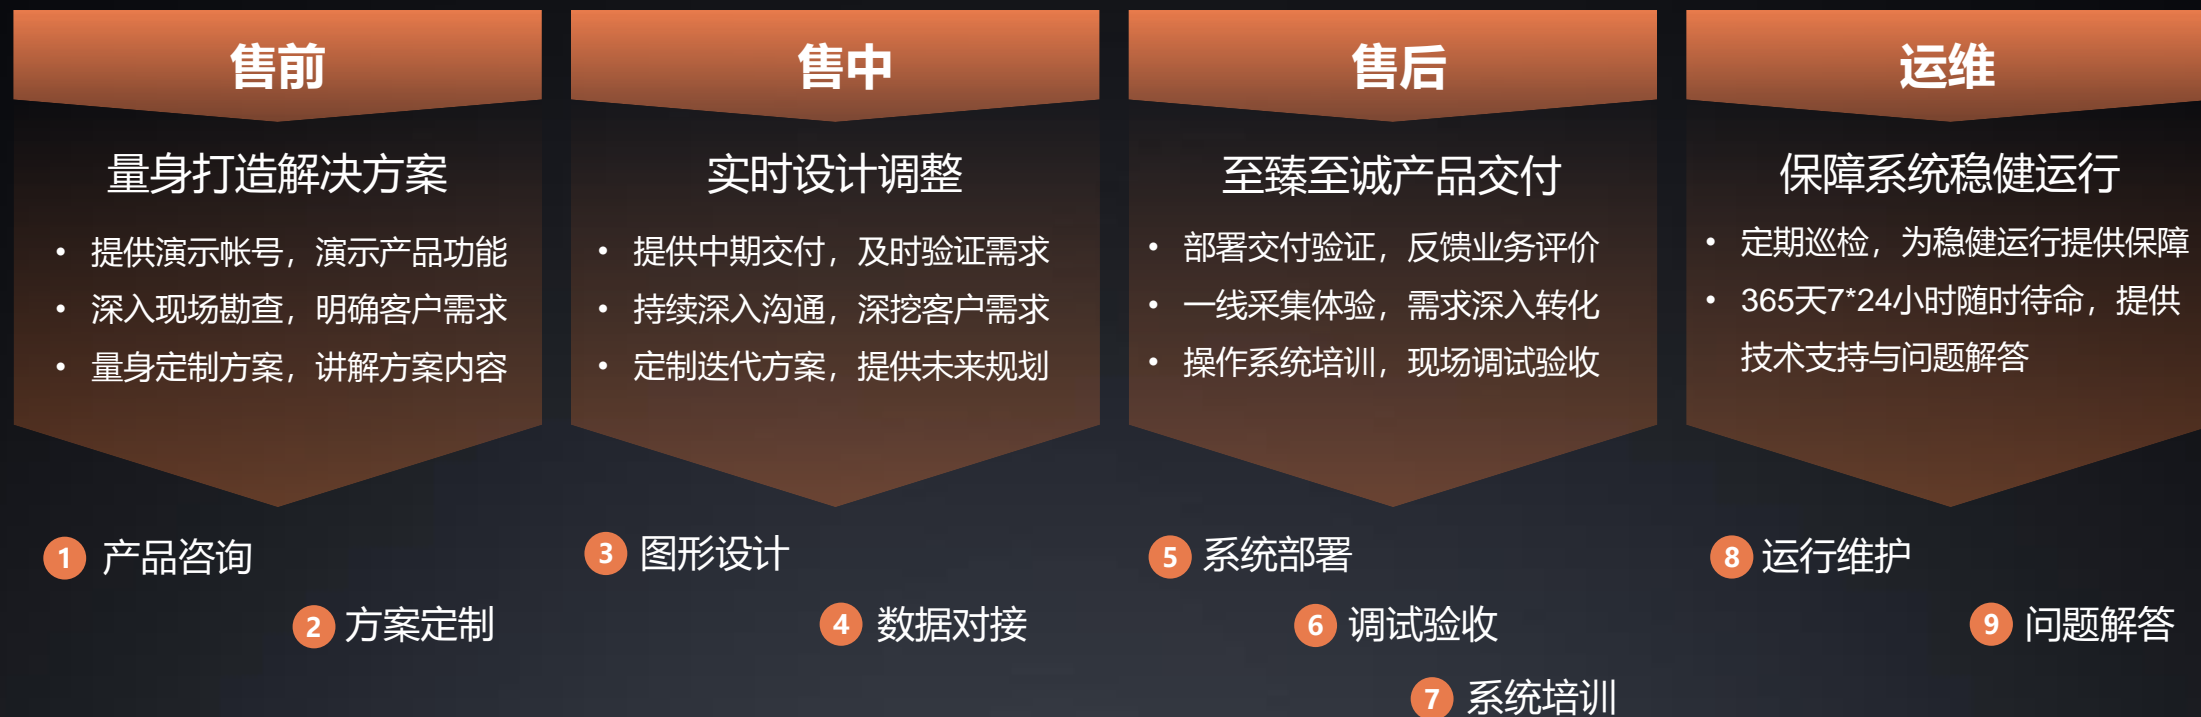 售前
量身打造解决方案
• 提供演示帐号，演示产品功能
• 深入现场勘查，明确客户需求
• 量身定制方案，讲解方案内容
1 产品咨询
2 方案定制
售中
实时设计调整
• 提供中期交付，及时验证需求
• 持续深入沟通，深挖客户需求
• 定制迭代方案，提供未来规划
3 图形设计
4 数据对接
售后
至臻至诚产品交付
• 部署交付验证，反馈业务评价
• 一线采集体验，需求深入转化
• 操作系统培训，现场调试验收
5 系统部署
6 调试验收
7 系统培训
运维
保障系统稳健运行
• 定期巡检，为稳健运行提供保障
• 365天7*24小时随时待命，提供
技术支持与问题解答
8 运行维护
9 问题解答